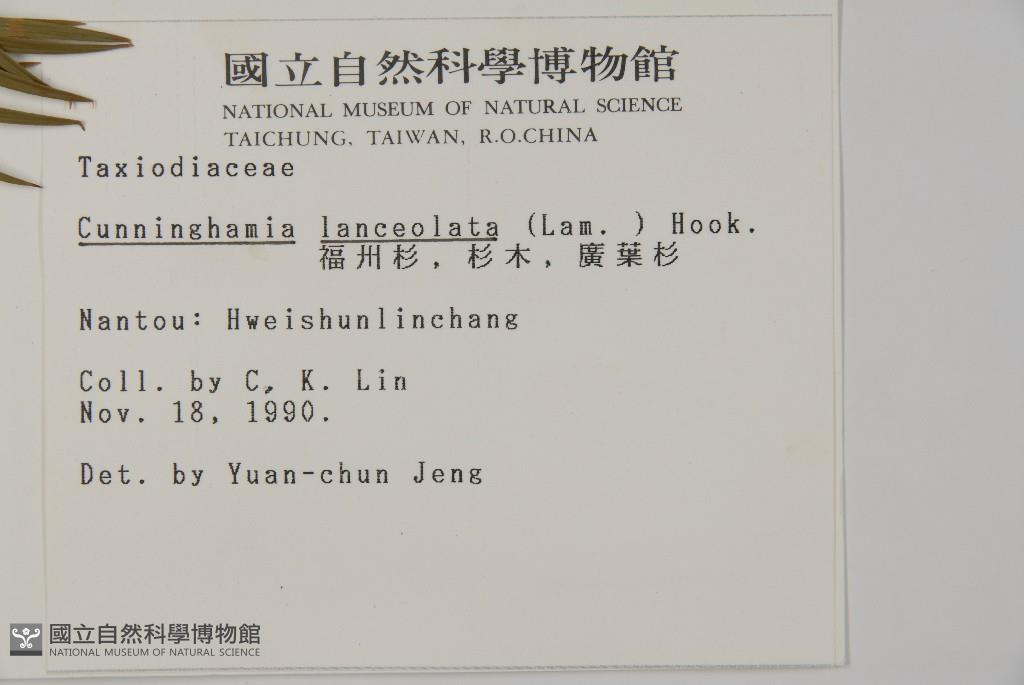 國立自然科學博物館
NATIONAL MUSEUM OF NATURAL SCIENCE
TAICHUNG, TAIWAN, R.O.CHINA
Taxiodiaceae
Cunninghamia lanceolata (Lam. ) Hook.
福州杉, 杉木, 廣葉杉
Nantou: Hweishunlinchang
Coll. by C. K. Lin
Nov. 18, 1990.
Det. by Yuan-chun Jeng
國立自然科學博物館
NATIONAL MUSEUM OF NATURAL SCIENCE